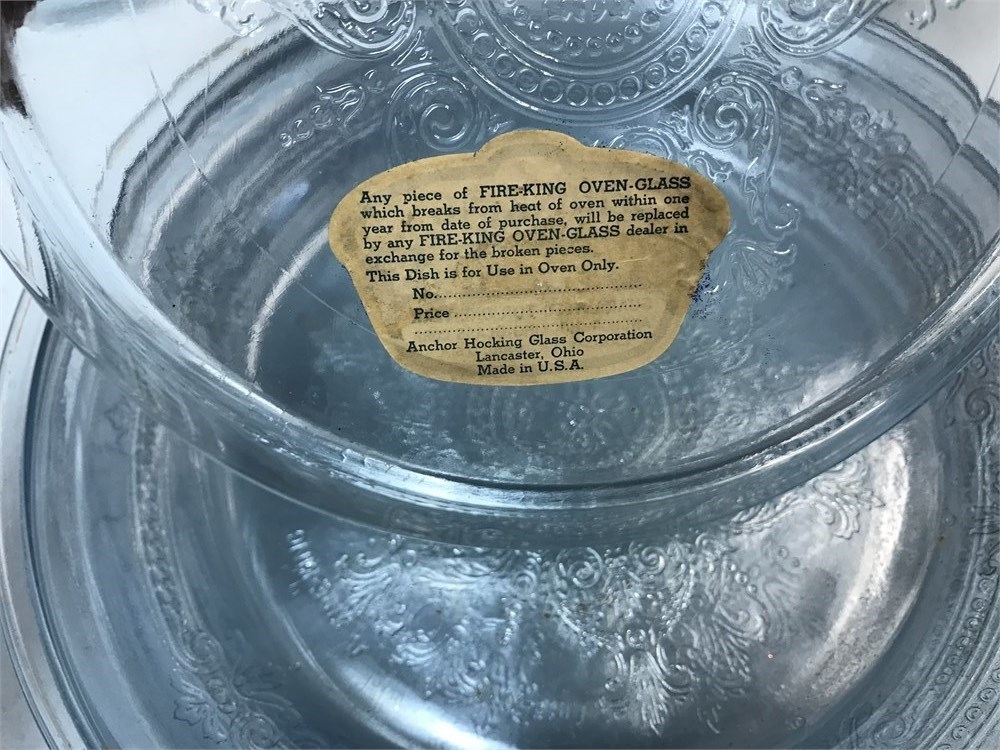 Any piece of FIRE-KING OVEN-GLASS
which breaks from heat of oven within one
year from date of purchase, will be replaced
by any FIRE-KING OVEN-GLASS dealer in
exchange for the broken pieces.
This Dish is for Use in Oven Only.
No...............................................
Price ...........................................
..................................................
Anchor Hocking Glass Corporation
Lancaster, Ohio
Made in U.S.A.